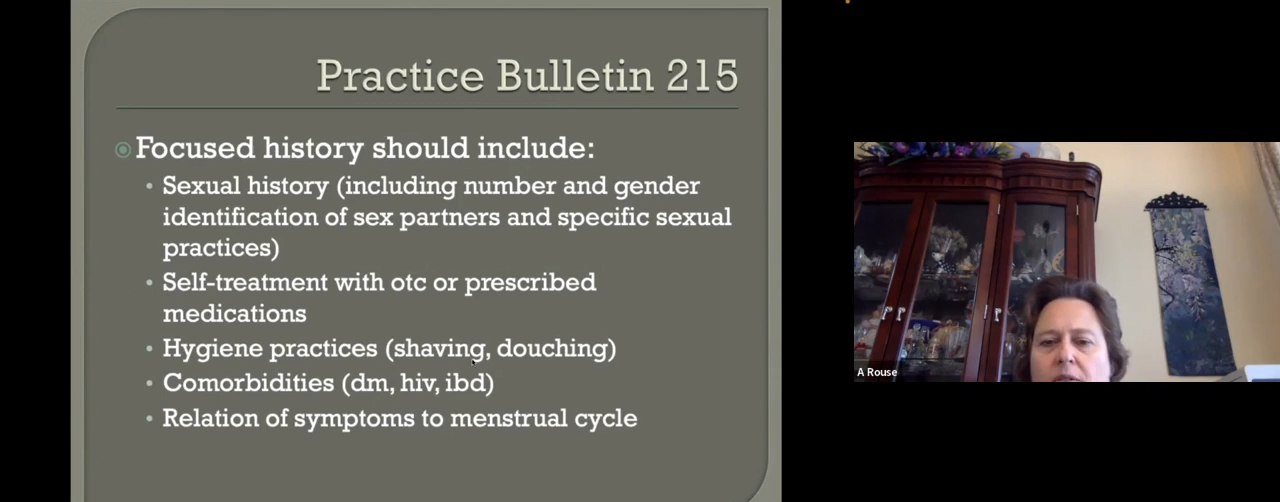 Practice Bulletin 215
Focused history should include:
Sexual history (including number and gender
identification of sex partners and specific sexual
practices)
Self-treatment with otc or prescribed
medications
Hygiene practices (shaving, douching)
Comorbidities (dm, hiv, ibd)
Relation of symptoms to menstrual cycle
A Rouse